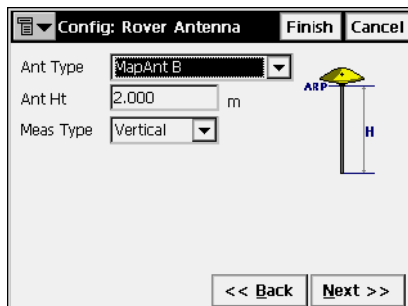 Config: Rover Antenna Finish Cancel
Ant Type MapAnt B
ARP
Ant Ht 2.000 m
Meas Type Vertical H
<< Back Next >>